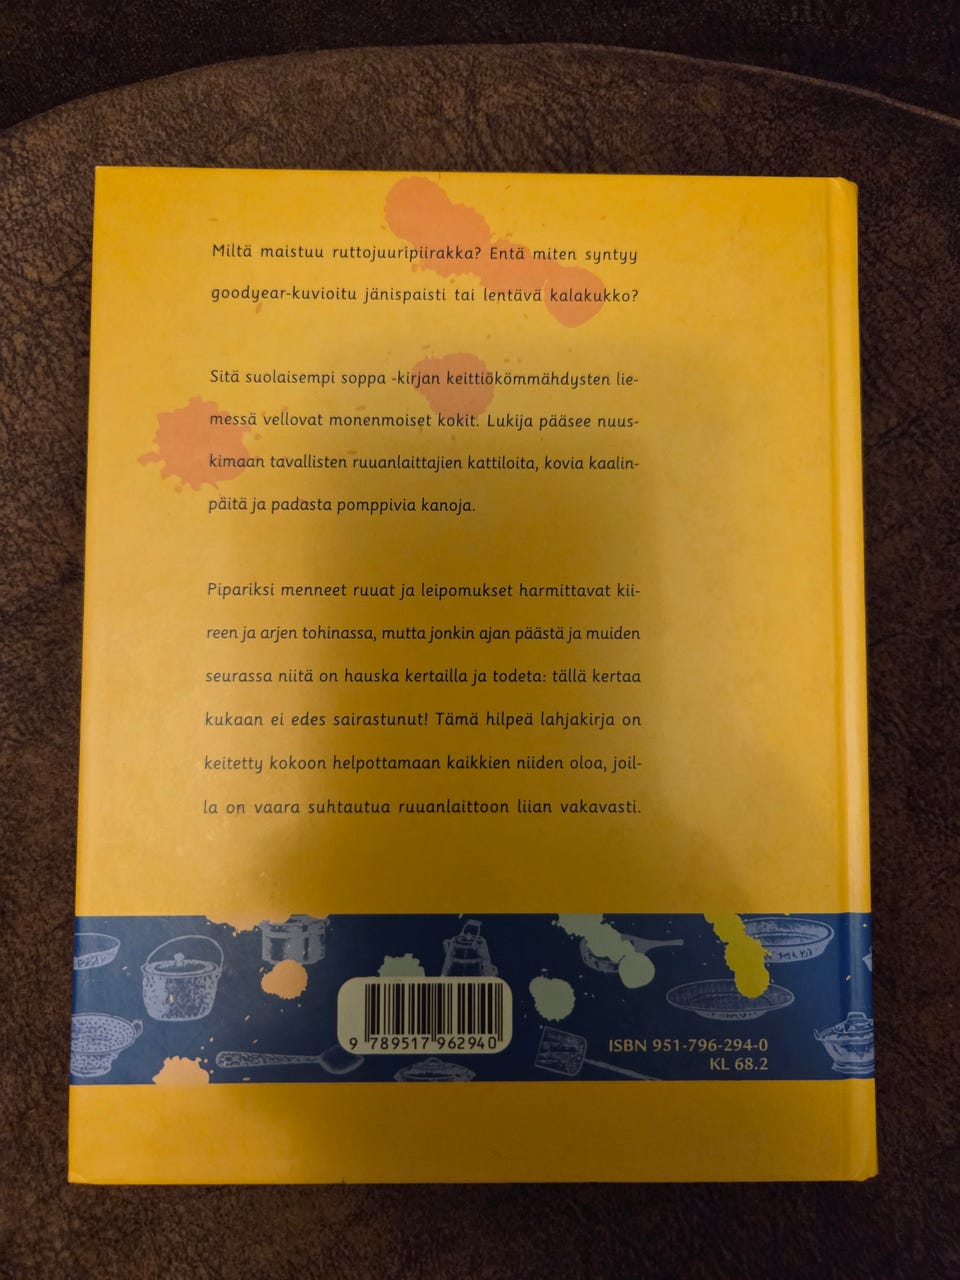 Miltä maistuu ruttojuuripiirakka? Entä miten syntyy
goodyear-kuvioitu jänispaisti tai lentävä kalakukko?
Sitä suolaisempi soppa -kirjan keittiökömmähdysten lie-
messä vellovat monenmoiset kokit. Lukija pääsee nuus-
kimaan tavallisten ruuanlaittajien kattiloita, kovia kaalin-
päitä ja padasta pomppivia kanoja.
Pipariksi menneet ruuat ja leipomukset harmittavat kii-
reen ja arjen tohinassa, mutta jonkin ajan päästä ja muiden
seurassa niitä on hauska kertailla ja todeta: tällä kertaa
kukaan ei edes sairastunut! Tämä hilpeä lahjakirja on
keitetty kokoon helpottamaan kaikkien niiden oloa, joil-
la on vaara suhtautua ruuanlaittoon liian vakavasti.
9 789517 962940
ISBN 951-796-294-0
KL 68.2